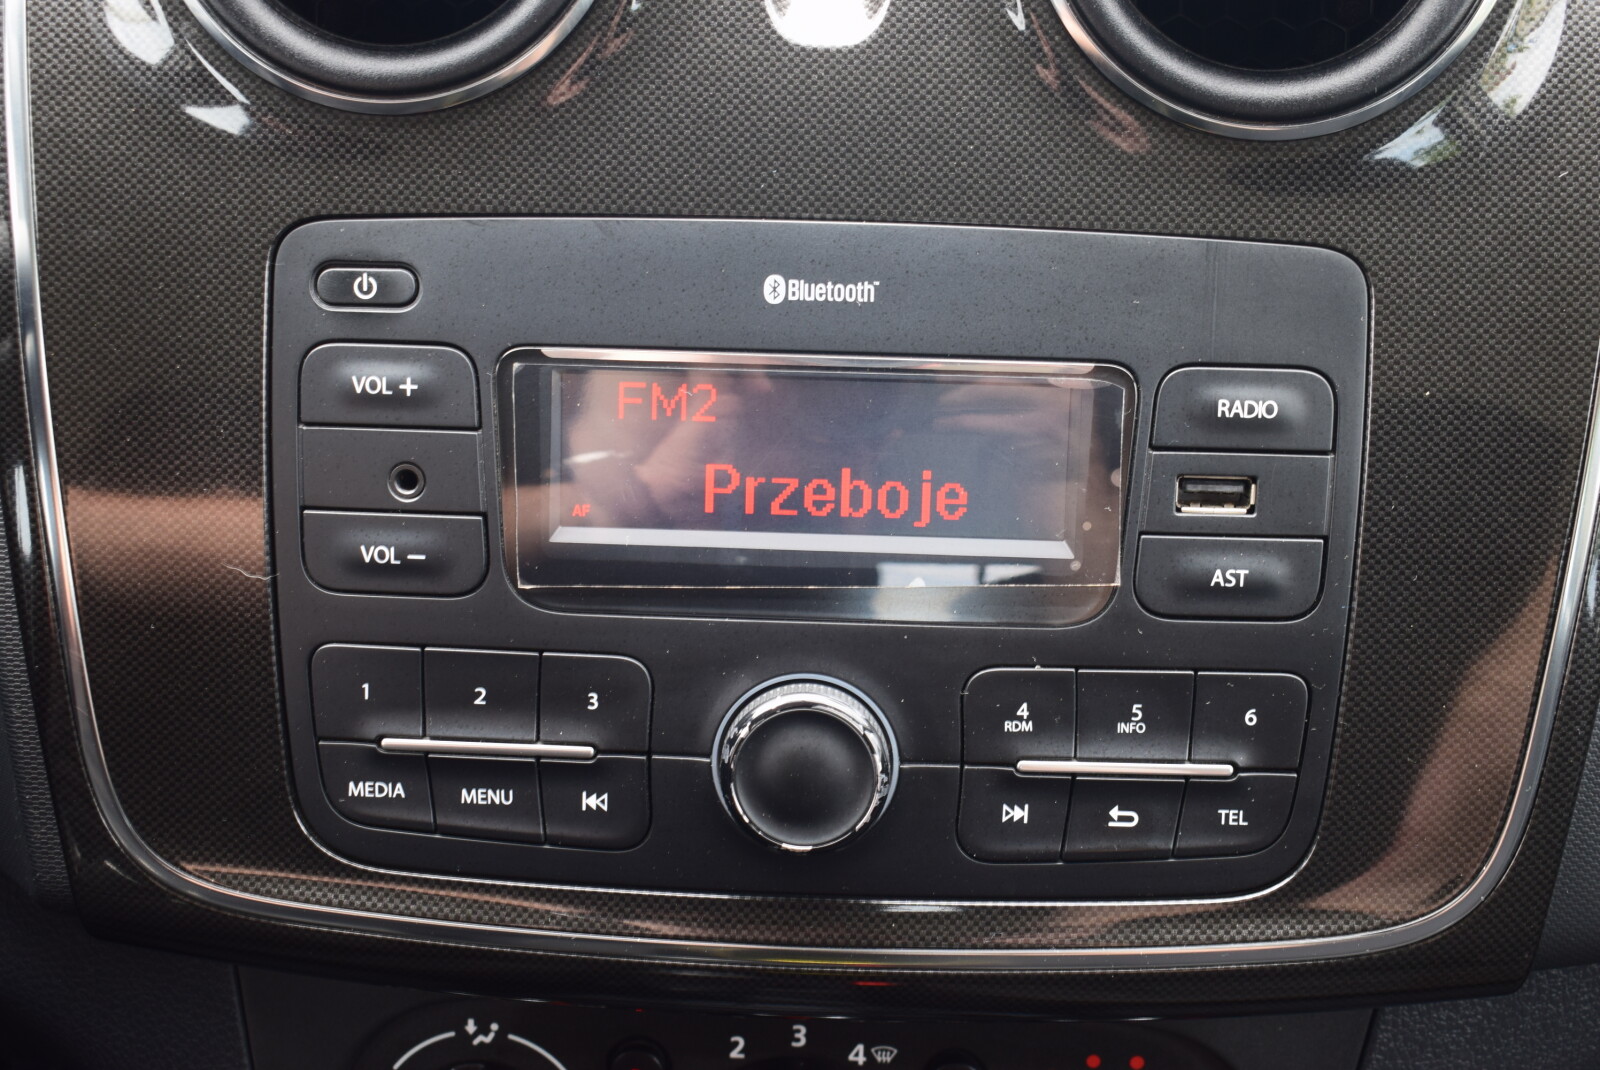 Bluetooth™
VOL +
FM2
RADIO
Przeboje
AF
VOL −
AST
1 2 3
4 5 6
RDM INFO
MEDIA MENU
TEL
2 3 4